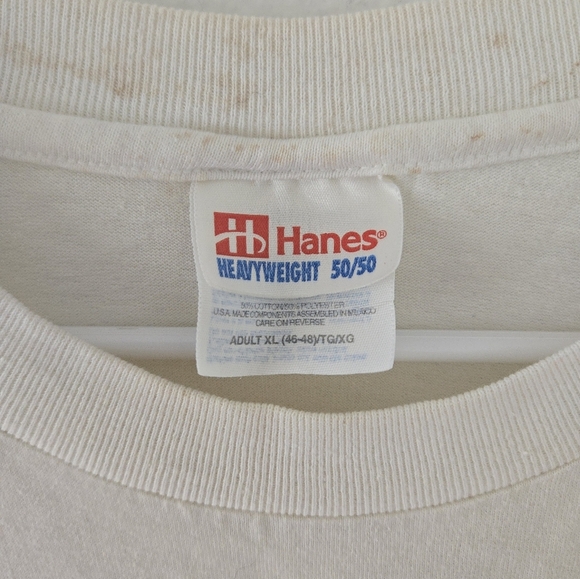 H Hanes®
HEAVYWEIGHT 50/50
50% COTTON/50% POLYESTER
U.S.A. MADE COMPONENTS ASSEMBLED IN MEXICO
CARE ON REVERSE
ADULT XL (46-48)/TG/XG